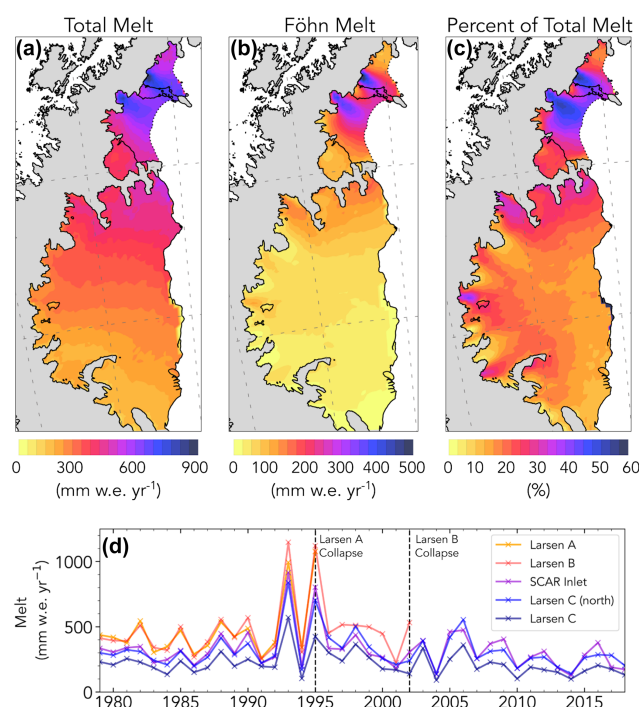 Total Melt
Föhn Melt
Percent of Total Melt
(a)
(b)
(c)
0 300 600 900
(mm w.e. yr-1)
0 100 200 300 400 500
(mm w.e. yr-1)
0 10 20 30 40 50 60
(%)
(d)
Larsen A
Collapse
Larsen B
Collapse
Larsen A
Larsen B
SCAR Inlet
Larsen C (north)
Larsen C
Melt
(mm w.e. yr−1)
1000
500
0
1980 1985 1990 1995 2000 2005 2010 2015